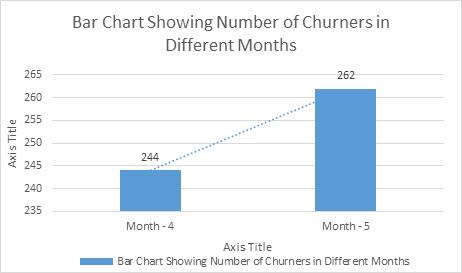 Bar Chart Showing Number of Churners in
Different Months
265
260
255
250
245
240
235
Axis Title
244
262
Month - 4
Month - 5
Axis Title
Bar Chart Showing Number of Churners in Different Months